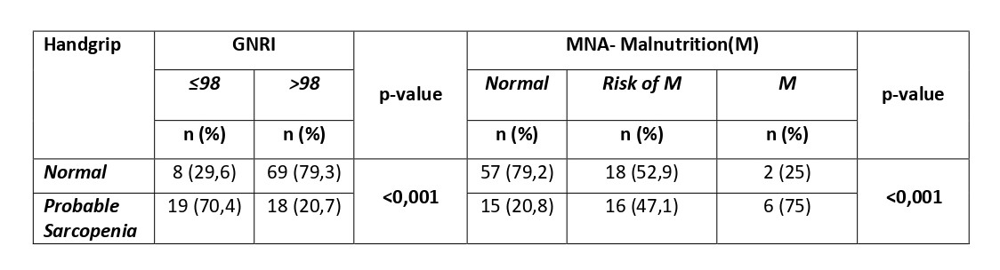 Handgrip GNRI p-value MNA- Malnutrition(M) p-value
≤98 >98 Normal Risk of M M
n (%) n (%) n (%) n (%) n (%)
Normal 8 (29,6) 69 (79,3) <0,001 57 (79,2) 18 (52,9) 2 (25) <0,001
Probable Sarcopenia 19 (70,4) 18 (20,7) 15 (20,8) 16 (47,1) 6 (75)